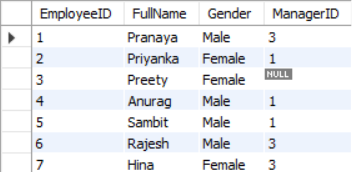 EmployeeID FullName Gender ManagerID
1 Pranaya Male 3
2 Priyanka Female 1
3 Preety Female NULL
4 Anurag Male 1
5 Sambit Male 1
6 Rajesh Male 3
7 Hina Female 3